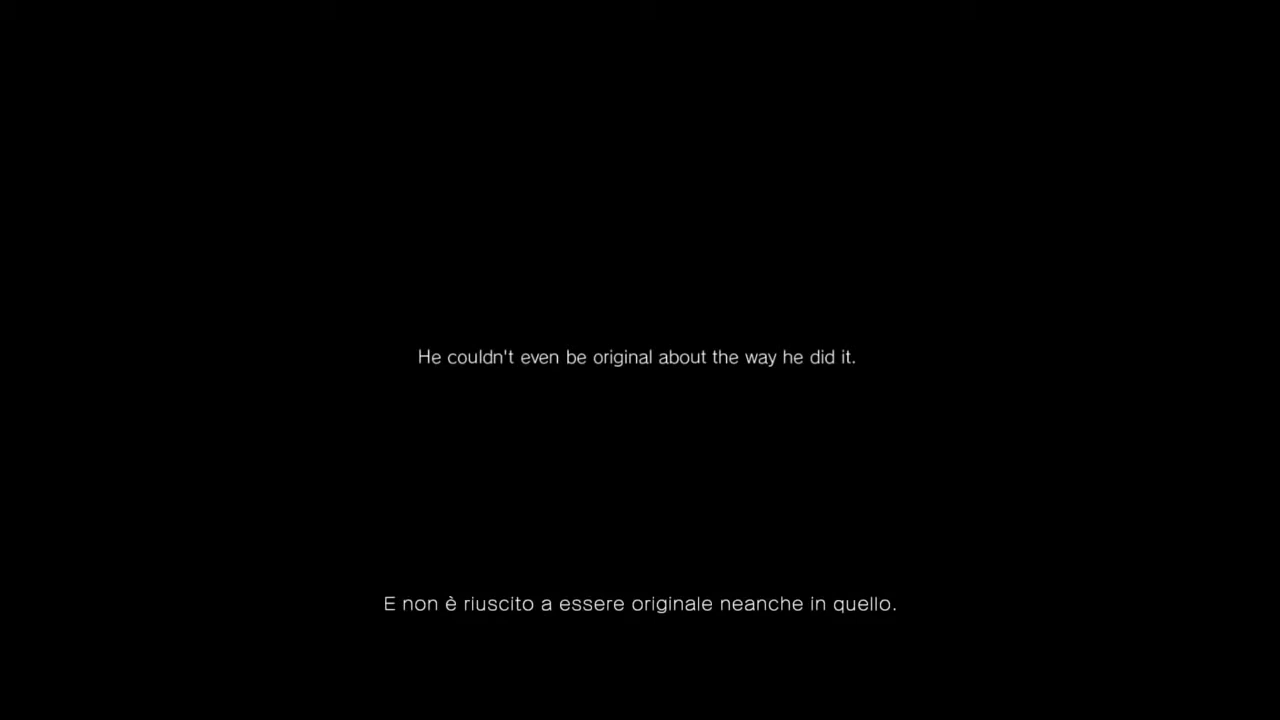 He couldn't even be original about the way he did it.
E non è riuscito a essere originale neanche in quello.